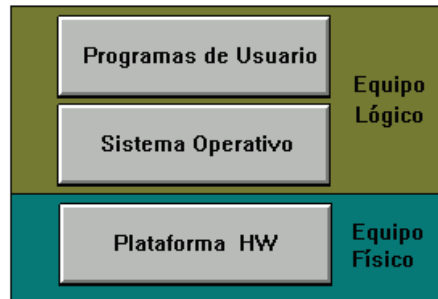 Programas de Usuario
Equipo
Lógico
Sistema Operativo
Plataforma HW
Equipo
Físico